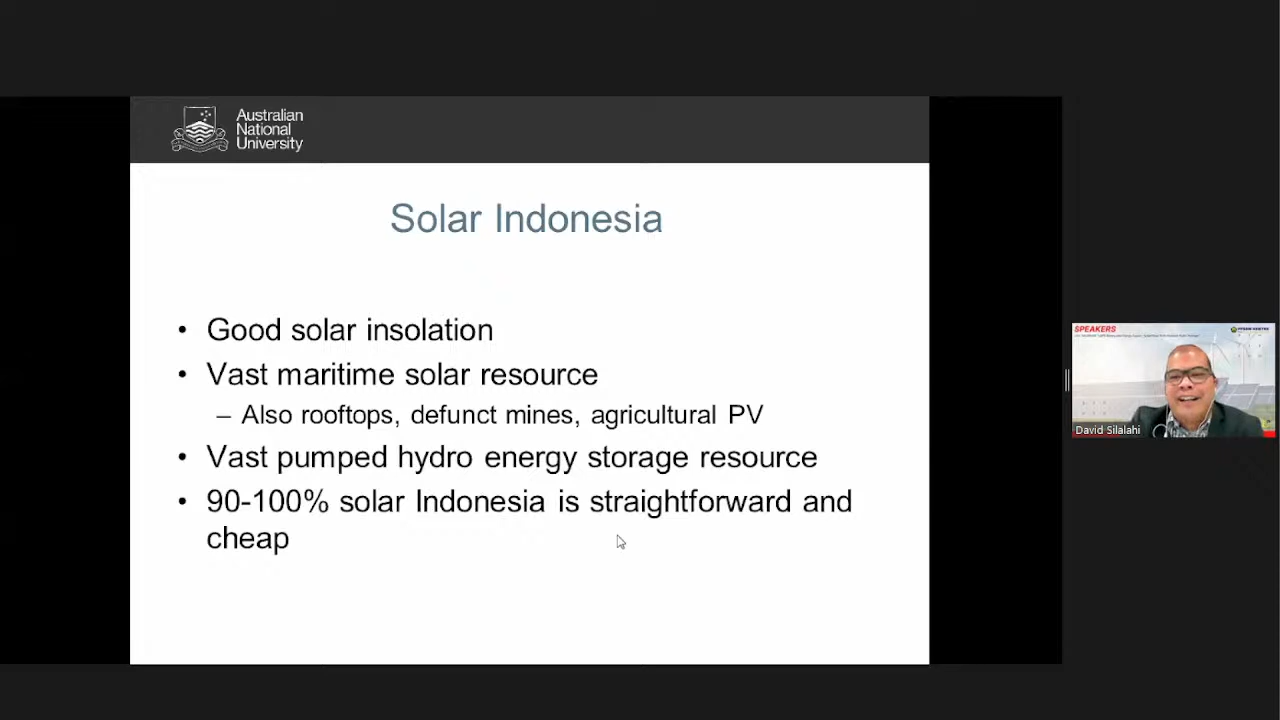 Australian
National
University
Solar Indonesia
• Good solar insolation
• Vast maritime solar resource
– Also rooftops, defunct mines, agricultural PV
• Vast pumped hydro energy storage resource
• 90-100% solar Indonesia is straightforward and
cheap
SPEAKERS
David Silalahi